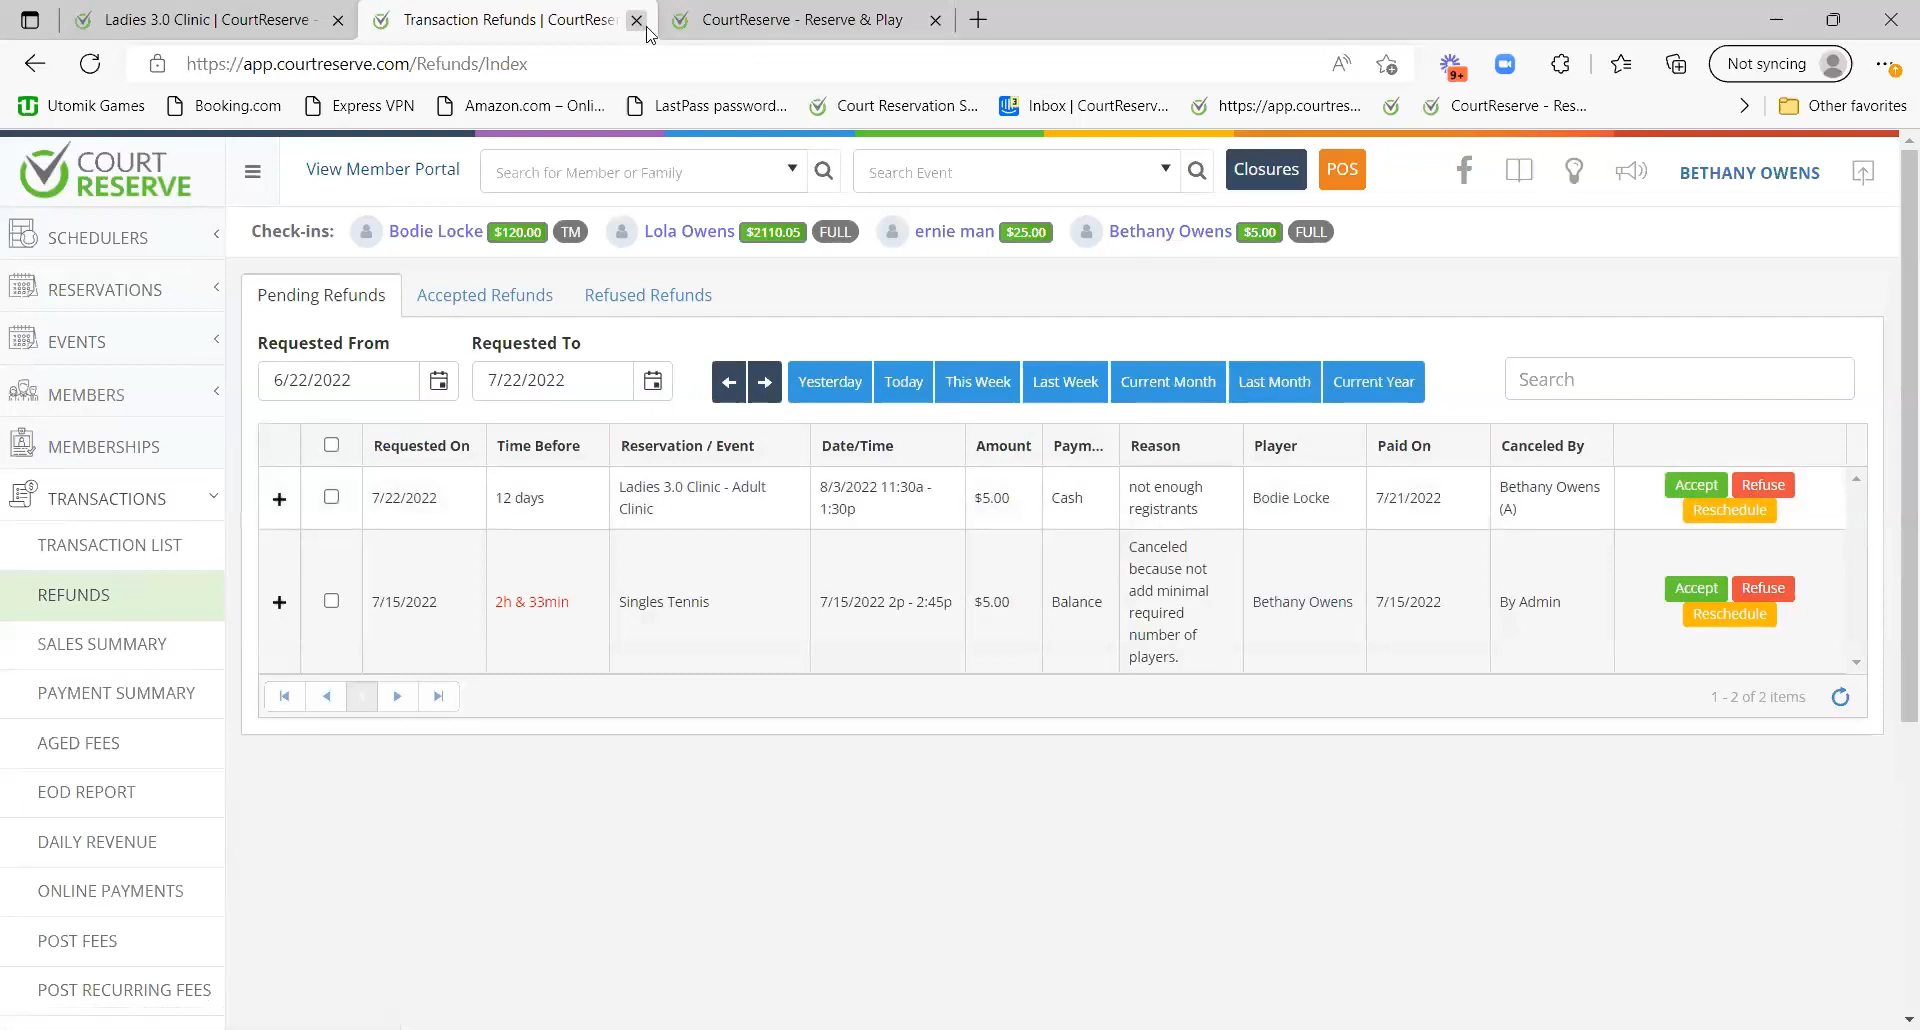 Ladies 3.0 Clinic | CourtReserve -
Transaction Refunds | CourtReser
CourtReserve - Reserve & Play
https://app.courtreserve.com/Refunds/Index
9+
Not syncing
Utomik Games
Booking.com
Express VPN
Amazon.com – Onli...
LastPass password...
Court Reservation S...
Inbox | CourtReserv...
https://app.courtres...
CourtReserve - Res...
Other favorites
COURT
RESERVE
View Member Portal
Search for Member or Family
Search Event
Closures
POS
BETHANY OWENS
Check-ins:
Bodie Locke $120.00 TM
Lola Owens $2110.05 FULL
ernie man $25.00
Bethany Owens $5.00 FULL
SCHEDULERS
RESERVATIONS
EVENTS
MEMBERS
MEMBERSHIPS
TRANSACTIONS
TRANSACTION LIST
REFUNDS
SALES SUMMARY
PAYMENT SUMMARY
AGED FEES
EOD REPORT
DAILY REVENUE
ONLINE PAYMENTS
POST FEES
POST RECURRING FEES
Pending Refunds
Accepted Refunds
Refused Refunds
Requested From
Requested To
6/22/2022
7/22/2022
Yesterday
Today
This Week
Last Week
Current Month
Last Month
Current Year
Search
Requested On
Time Before
Reservation / Event
Date/Time
Amount
Paym...
Reason
Player
Paid On
Canceled By
7/22/2022
12 days
Ladies 3.0 Clinic - Adult
Clinic
8/3/2022 11:30a -
1:30p
$5.00
Cash
not enough
registrants
Bodie Locke
7/21/2022
Bethany Owens
(A)
Accept
Refuse
Reschedule
7/15/2022
2h & 33min
Singles Tennis
7/15/2022 2p - 2:45p
$5.00
Balance
Canceled
because not
add minimal
required
number of
players.
Bethany Owens
7/15/2022
By Admin
Accept
Refuse
Reschedule
1
1 - 2 of 2 items